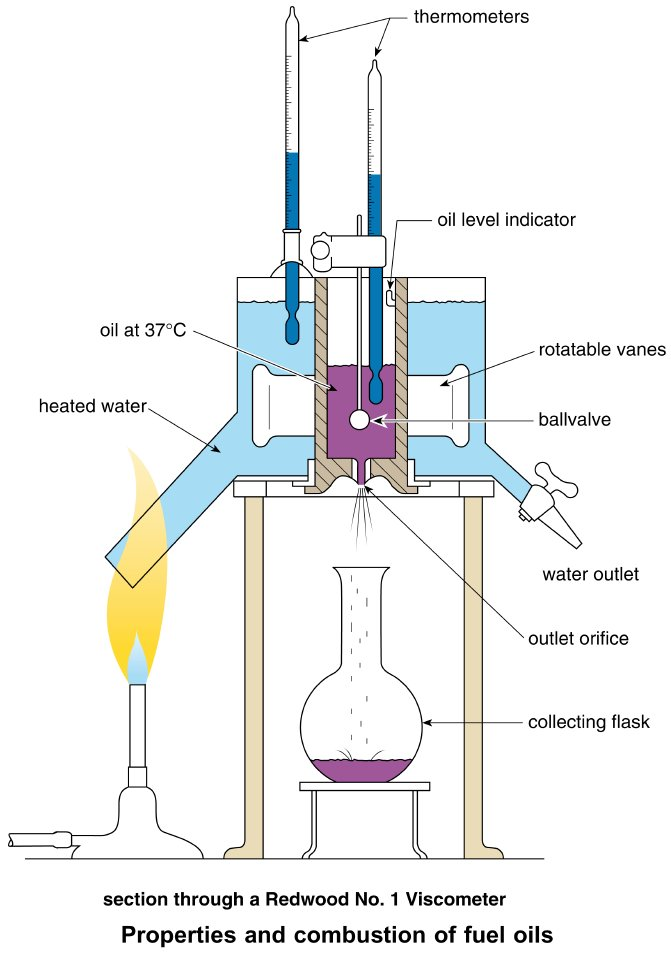 thermometers
oil level indicator
oil at 37°C
rotatable vanes
heated water
ballvalve
water outlet
outlet orifice
collecting flask
section through a Redwood No. 1 Viscometer
Properties and combustion of fuel oils